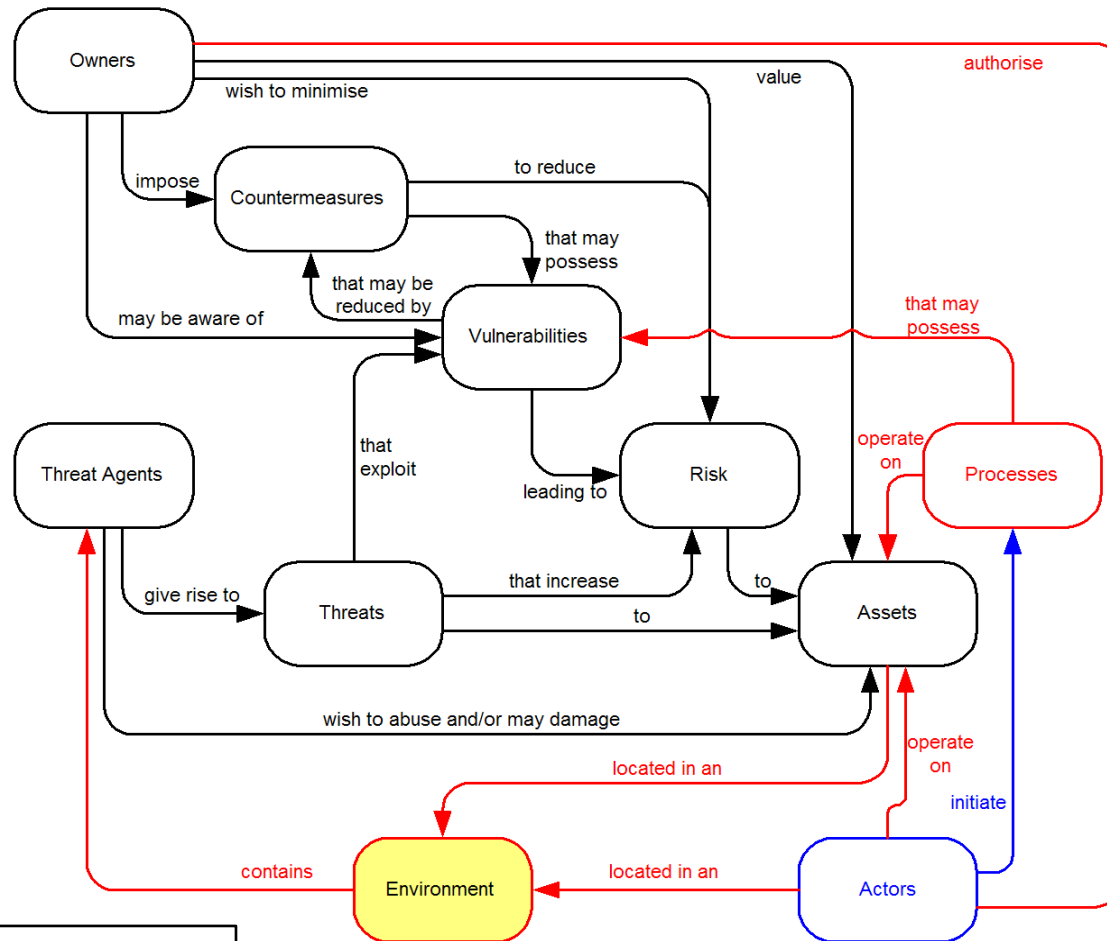 Owners
authorise
value
wish to minimise
to reduce
impose
Countermeasures
that may
possess
that may be
reduced by
that may
possess
may be aware of
Vulnerabilities
that
exploit
operate
on
Threat Agents
Risk
Processes
leading to
that increase
to
give rise to
Threats
to
Assets
wish to abuse and/or may damage
operate
on
located in an
initiate
contains
located in an
Environment
Actors